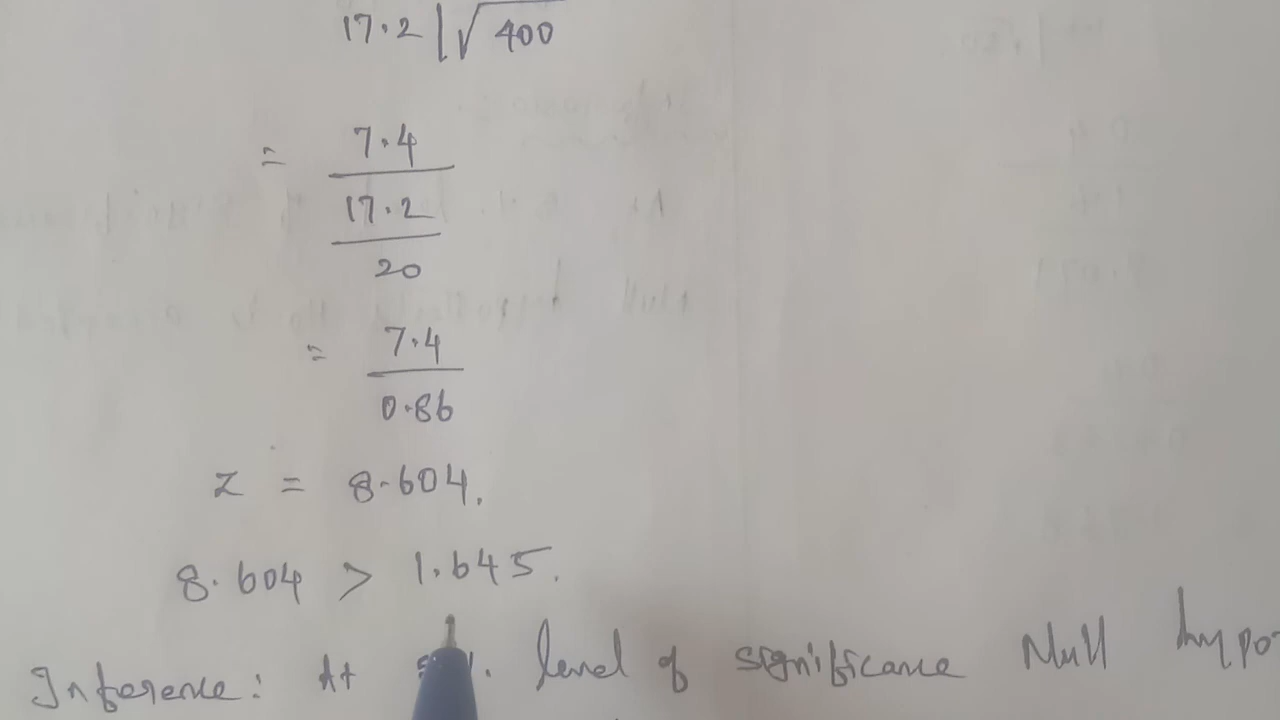 17.2 | √400
= 7.4
17.2
20
= 7.4
0.86
Z = 8.604.
8.604 > 1.645.
Inference: At level of significance Null hypo